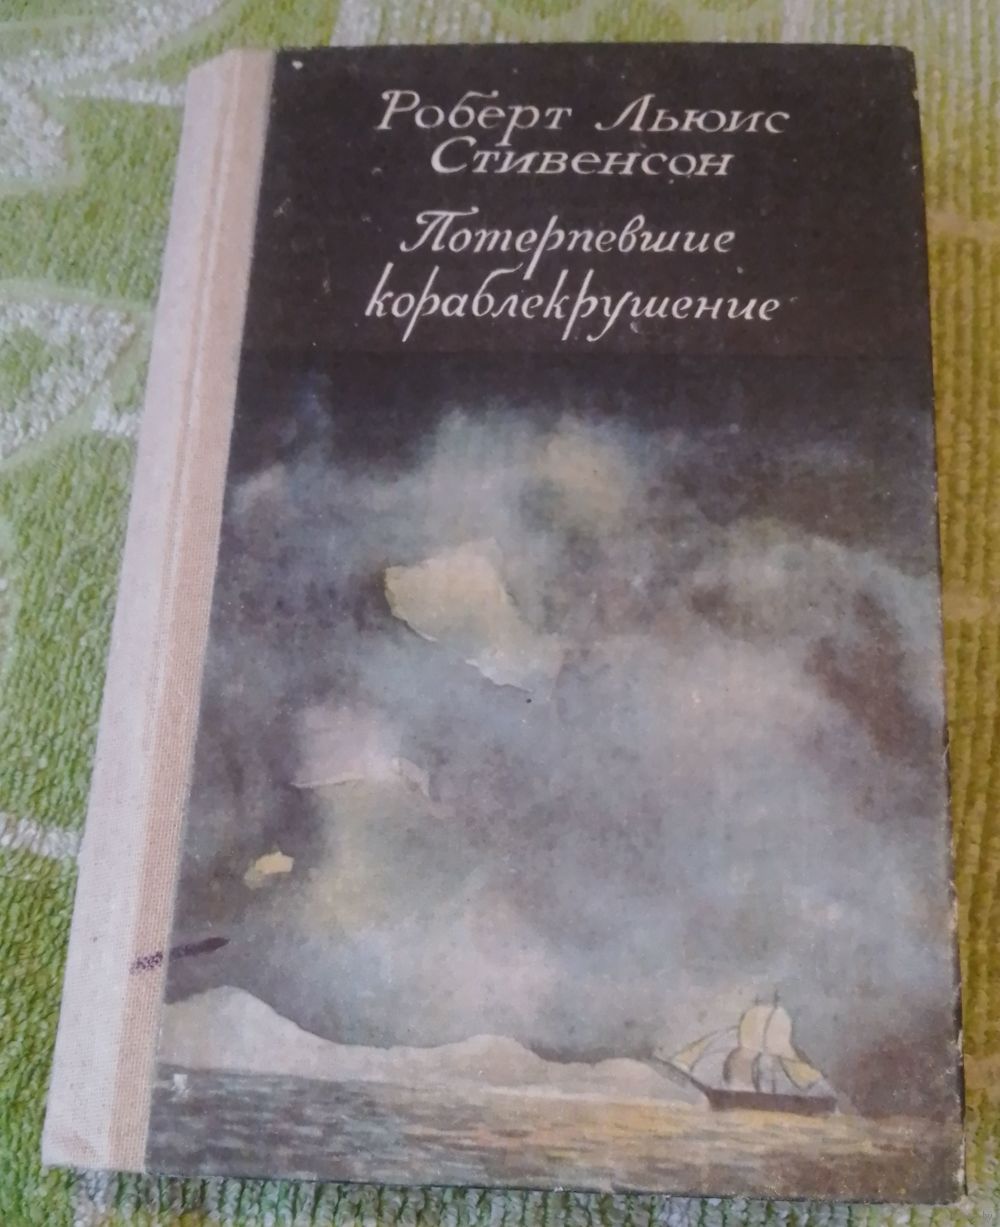 Роберт Льюис
Стивенсон
Потерпевшие
кораблекрушение